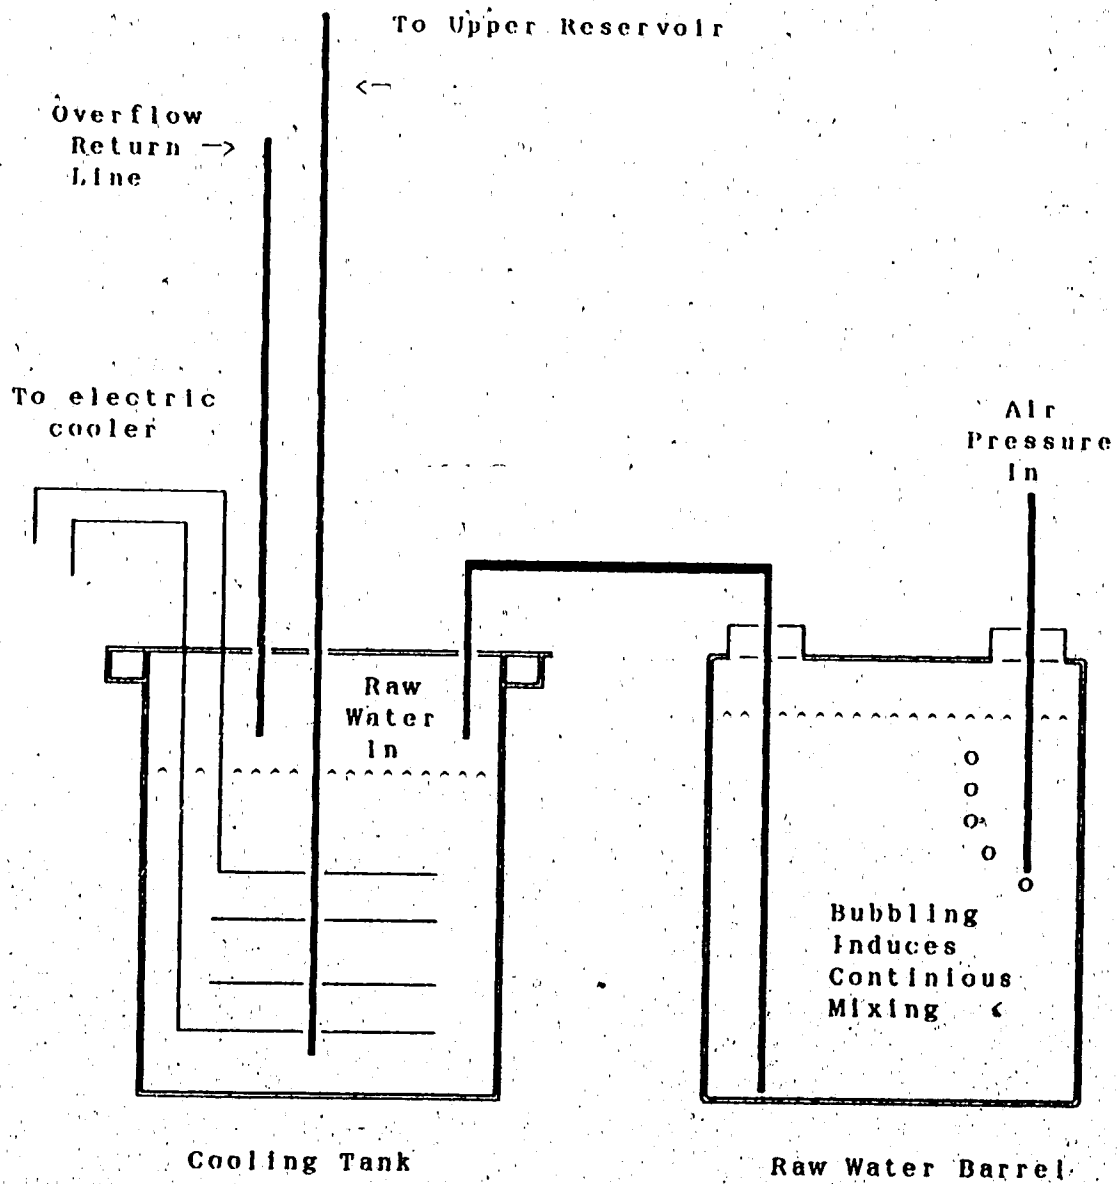 To Upper Reservoir
<-
Overflow
Return ->
Line
To electric
cooler
Air
Pressure
In
Raw
Water
In
Bubbling
Induces
Continious
Mixing
Cooling Tank
Raw Water Barrel